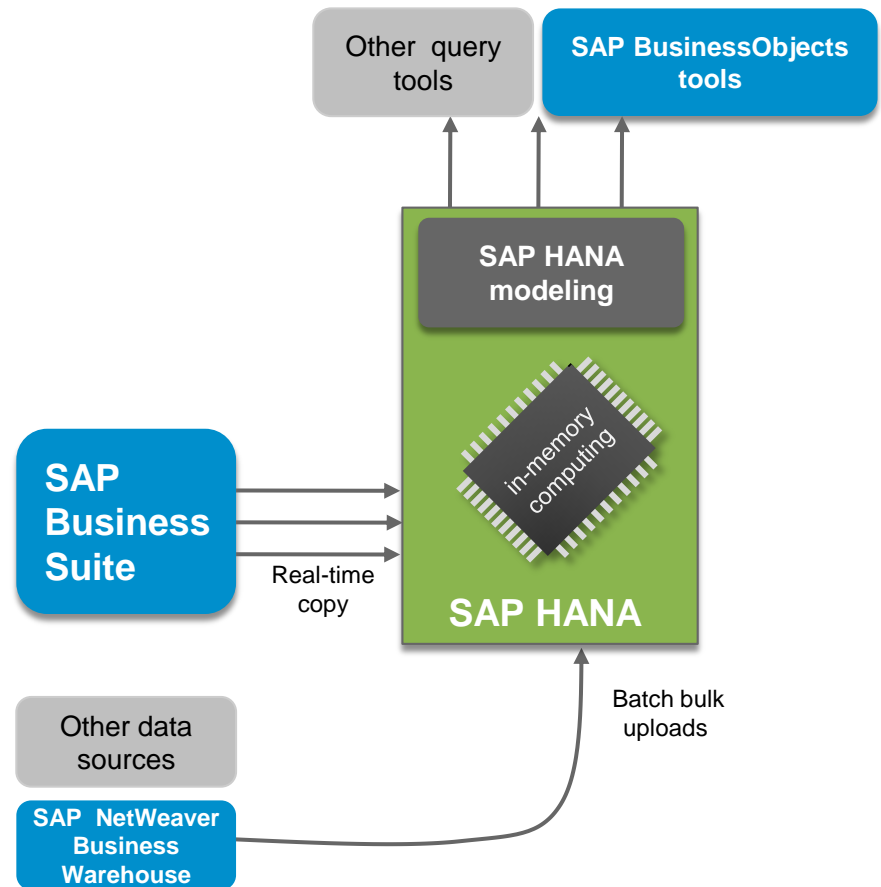 Other query
tools
SAP BusinessObjects
tools
SAP HANA
modeling
in-memory
computing
SAP
Business
Suite
Real-time
copy
SAP HANA
Batch bulk
uploads
Other data
sources
SAP NetWeaver
Business
Warehouse